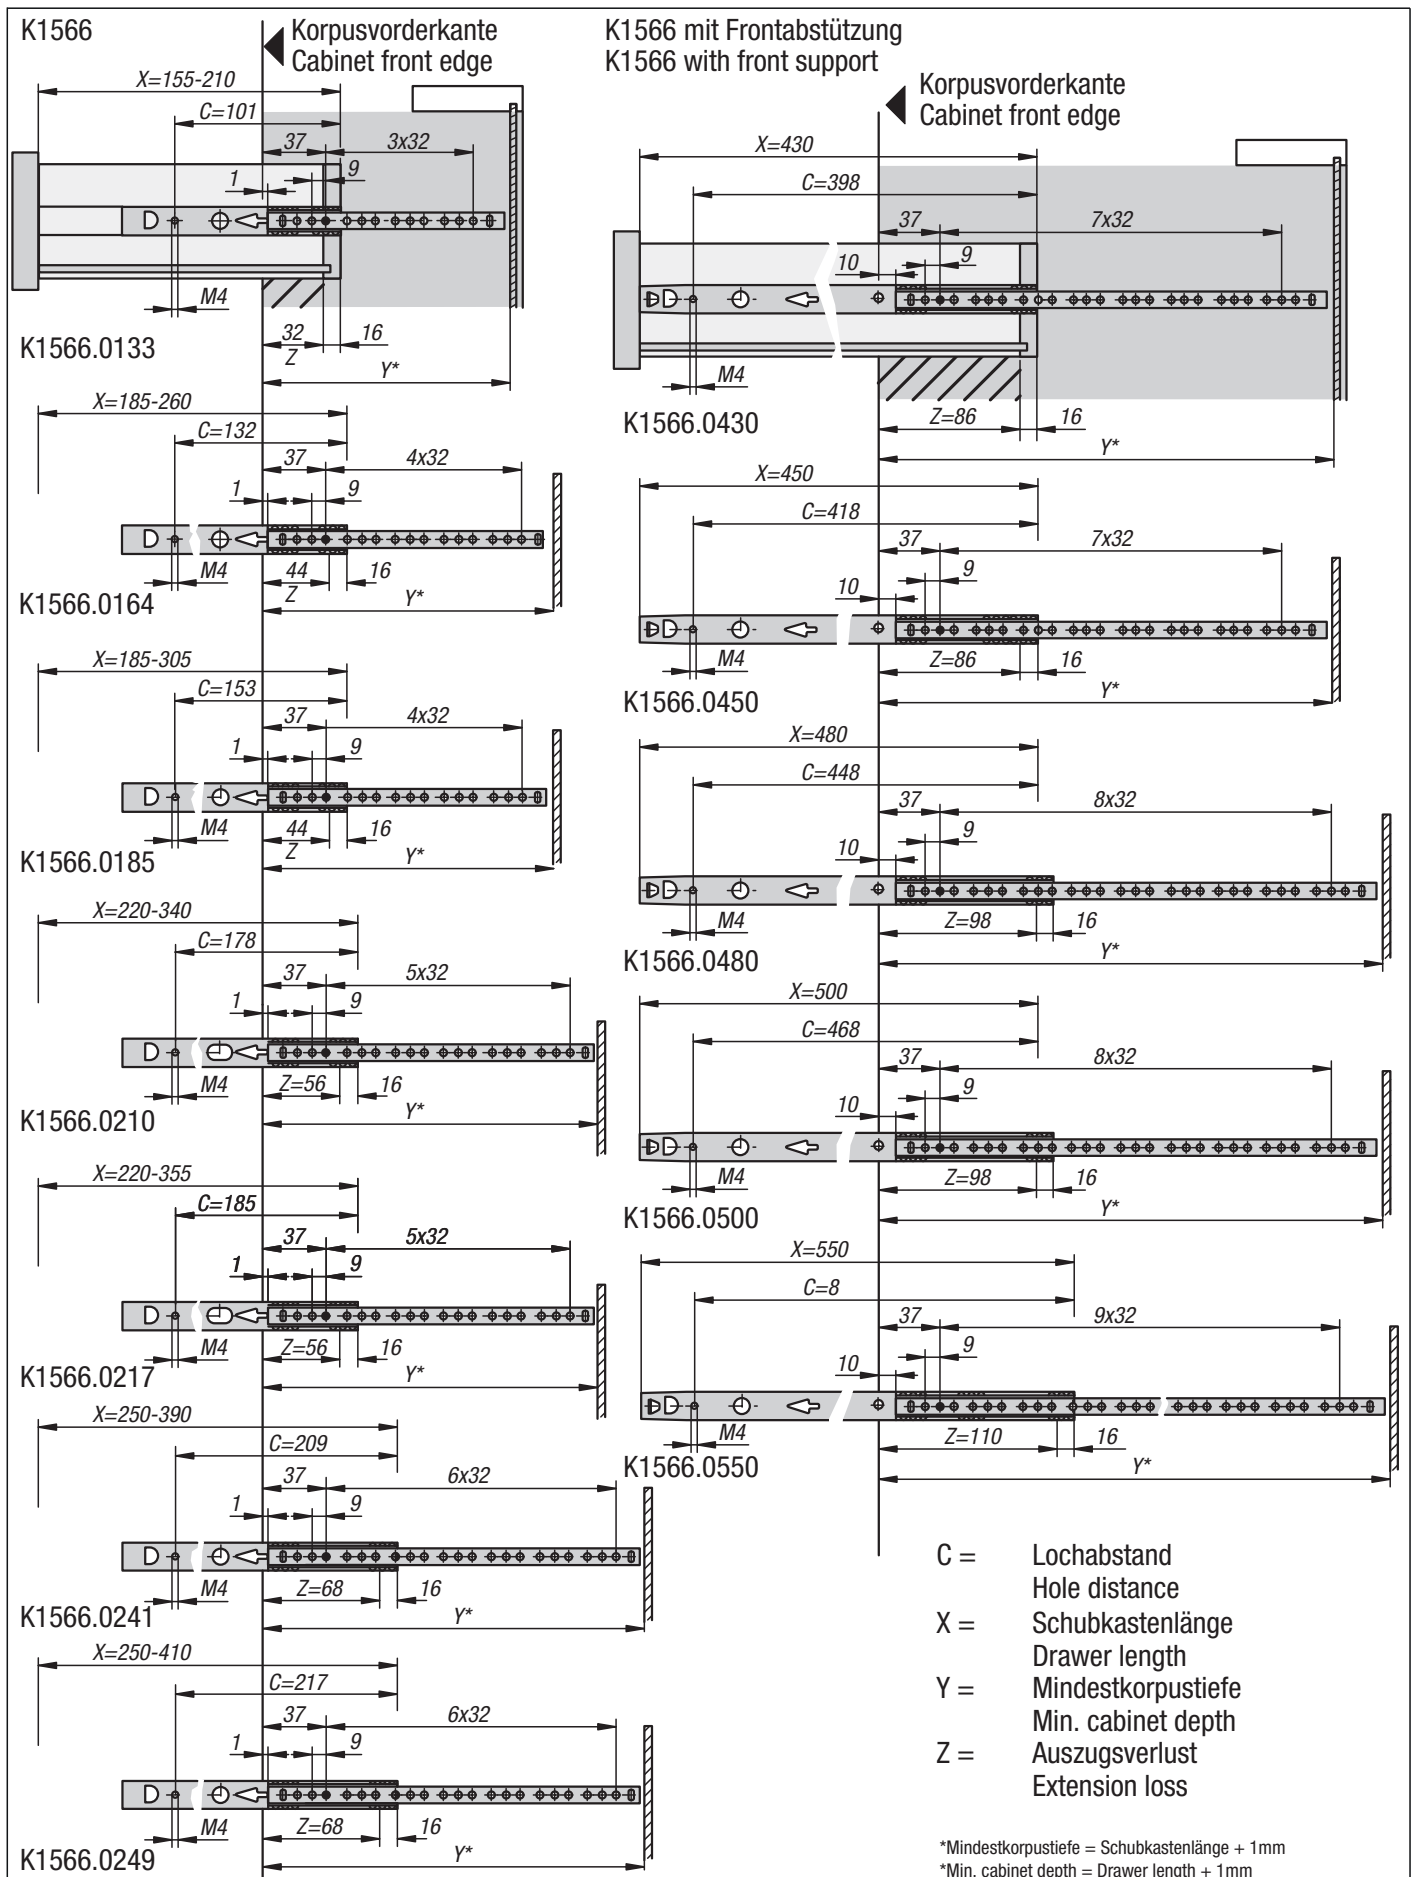 K1566
Korpusvorderkante
Cabinet front edge
X=155-210
C=101
37
3x32
1
9
M4
32
16
Z
Y*
K1566.0133
X=185-260
C=132
37
4x32
1
9
M4
44
16
Z
Y*
K1566.0164
X=185-305
C=153
37
4x32
1
9
M4
44
16
Z
Y*
K1566.0185
X=220-340
C=178
37
5x32
1
9
M4
Z=56
16
Y*
K1566.0210
X=220-355
C=185
37
5x32
1
9
M4
Z=56
16
Y*
K1566.0217
X=250-390
C=209
37
6x32
1
9
M4
Z=68
16
Y*
K1566.0241
X=250-410
C=217
37
6x32
1
9
M4
Z=68
16
Y*
K1566.0249
K1566 mit Frontabstützung
K1566 with front support
Korpusvorderkante
Cabinet front edge
X=430
C=398
37
7x32
10
9
M4
Z=86
16
Y*
K1566.0430
X=450
C=418
37
7x32
10
9
M4
Z=86
16
Y*
K1566.0450
X=480
C=448
37
8x32
10
9
M4
Z=98
16
Y*
K1566.0480
X=500
C=468
37
8x32
10
9
M4
Z=98
16
Y*
K1566.0500
X=550
C=8
37
9x32
10
9
M4
Z=110
16
Y*
K1566.0550
C = Lochabstand
Hole distance
X = Schubkastenlänge
Drawer length
Y = Mindestkorpustiefe
Min. cabinet depth
Z = Auszugsverlust
Extension loss
*Mindestkorpustiefe = Schubkastenlänge + 1mm
*Min. cabinet depth = Drawer length + 1mm